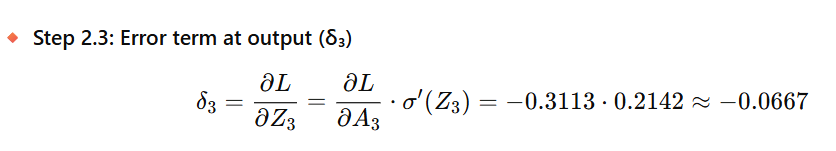 Step 2.3: Error term at output (δ₃)
δ₃ = ∂L/∂Z₃ = ∂L/∂A₃ · σ′(Z₃) = −0.3113 · 0.2142 ≈ −0.0667